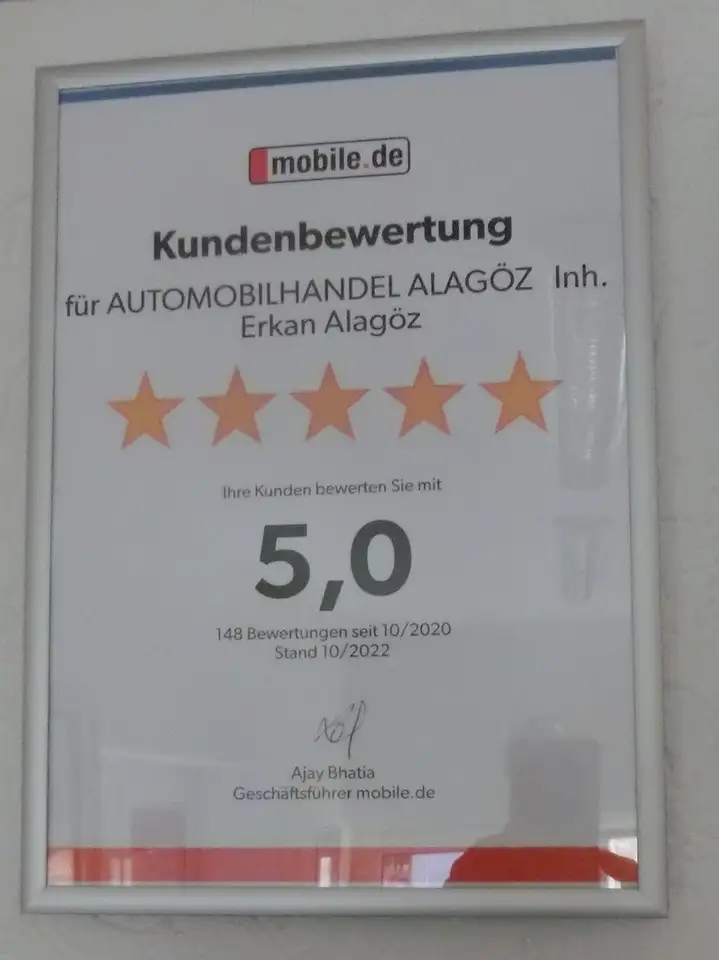 mobile.de
Kundenbewertung
für AUTOMOBILHANDEL ALAGÖZ Inh.
Erkan Alagöz
Ihre Kunden bewerten Sie mit
5,0
148 Bewertungen seit 10/2020
Stand 10/2022
Ajay Bhatia
Geschäftsführer mobile.de